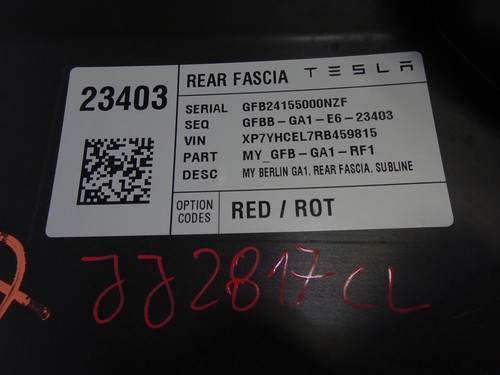 23403
REAR FASCIA TESLA
SERIAL GFB24155000NZF
SEQ GFBB-GA1-E6-23403
VIN XP7YHCEL7RB459815
PART MY_GFB-GA1-RF1
DESC MY BERLIN GA1, REAR FASCIA, SUBLINE
OPTION CODES RED / ROT
JJ2817CL